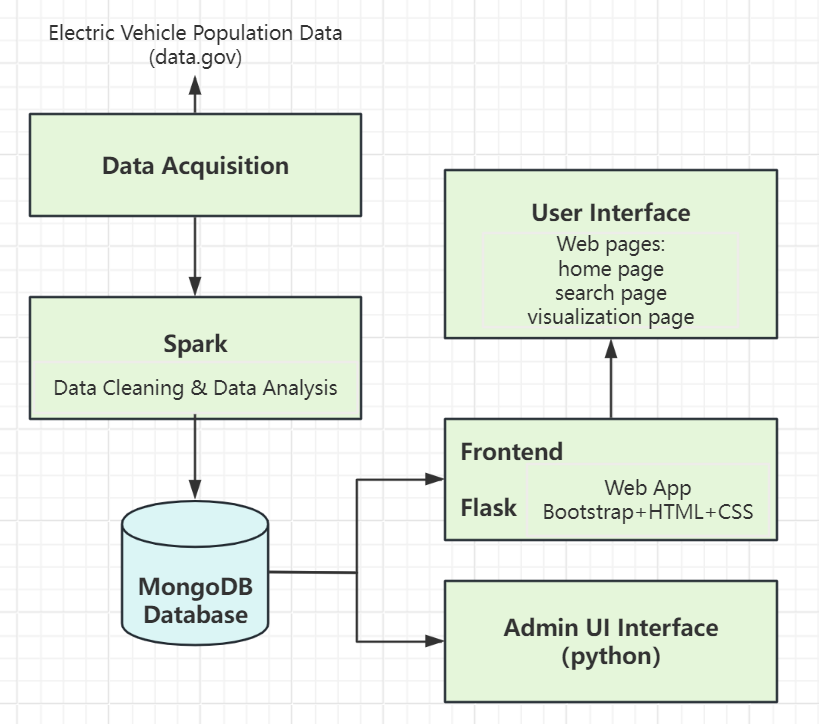 Electric Vehicle Population Data
(data.gov)
Data Acquisition
Spark
Data Cleaning & Data Analysis
MongoDB
Database
User Interface
Web pages:
home page
search page
visualization page
Frontend
Flask
Web App
Bootstrap+HTML+CSS
Admin UI Interface
(python)